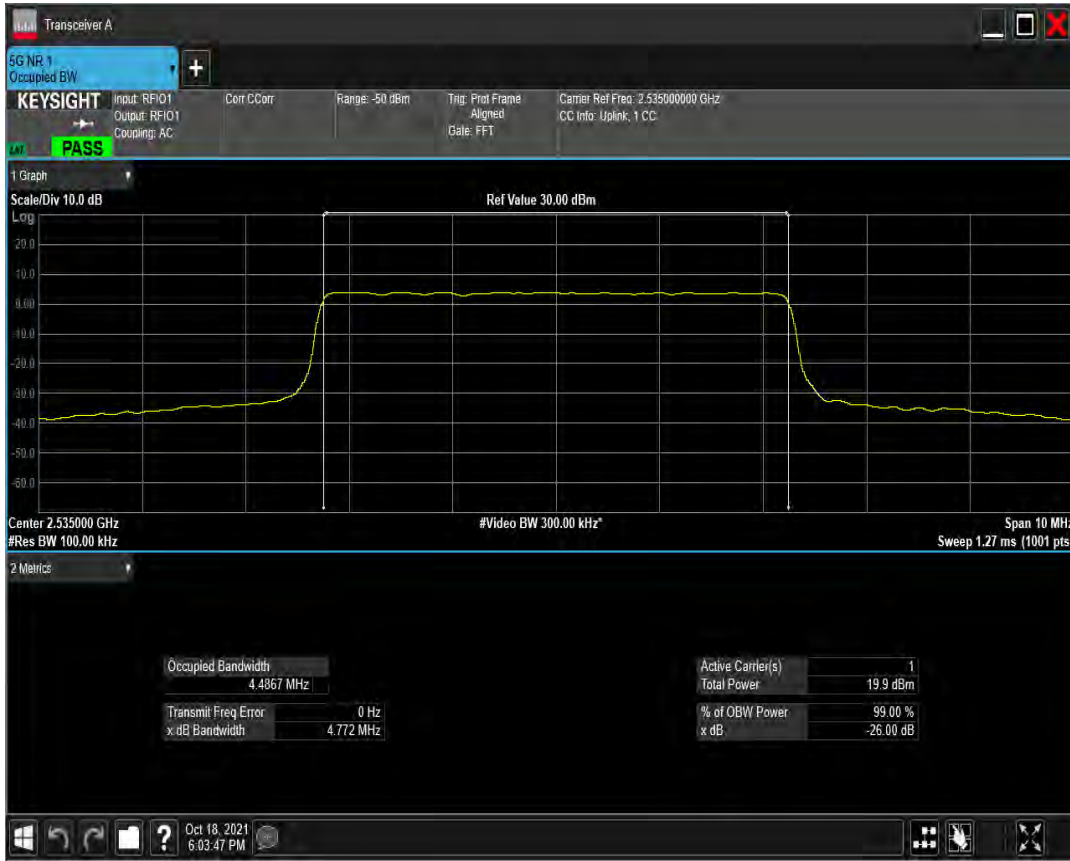 Transceiver A
5G NR 1
Occupied BW
+
KEYSIGHT
Input: RFIO1
Output: RFIO1
Coupling: AC
Corr CCorr
Range: -50 dBm
Trig: Prot Frame
Aligned
Gate: FFT
Carrier Ref Freq: 2.535000000 GHz
CC Info: Uplink, 1 CC
PASS
1 Graph
Scale/Div 10.0 dB
Ref Value 30.00 dBm
Log
20.0
10.0
0.00
-10.0
-20.0
-30.0
-40.0
-50.0
-60.0
Center 2.535000 GHz
#Video BW 300.00 kHz*
Span 10 MHz
#Res BW 100.00 kHz
Sweep 1.27 ms (1001 pts
2 Metrics
Occupied Bandwidth
4.4867 MHz
Transmit Freq Error 0 Hz
x dB Bandwidth 4.772 MHz
Active Carrier(s) 1
Total Power 19.9 dBm
% of OBW Power 99.00 %
x dB -26.00 dB
?
Oct 18, 2021
6:03:47 PM